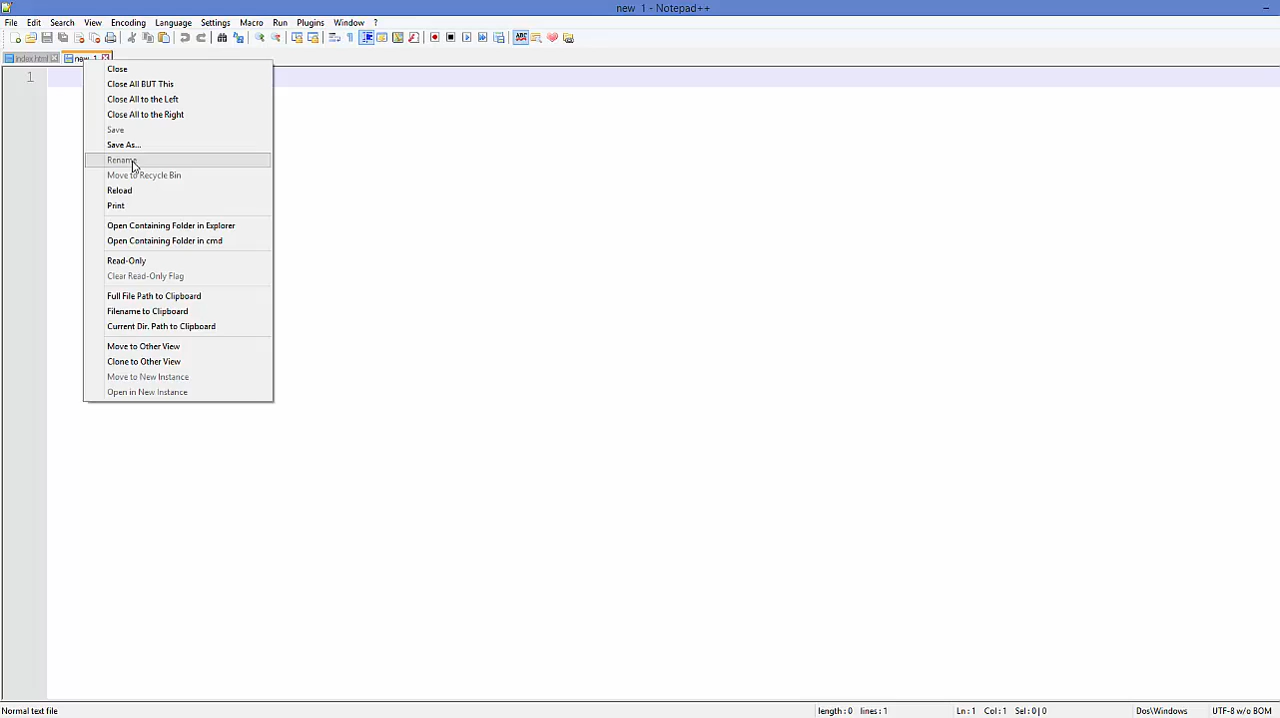 new  1 - Notepad++
File Edit Search View Encoding Language Settings Macro Run Plugins Window ?
index.html new  1
1
Close
Close All BUT This
Close All to the Left
Close All to the Right
Save
Save As...
Rename
Move to Recycle Bin
Reload
Print
Open Containing Folder in Explorer
Open Containing Folder in cmd
Read-Only
Clear Read-Only Flag
Full File Path to Clipboard
Filename to Clipboard
Current Dir. Path to Clipboard
Move to Other View
Clone to Other View
Move to New Instance
Open in New Instance
Normal text file length : 0 lines : 1 Ln : 1 Col : 1 Sel : 0 | 0 Dos\Windows UTF-8 w/o BOM